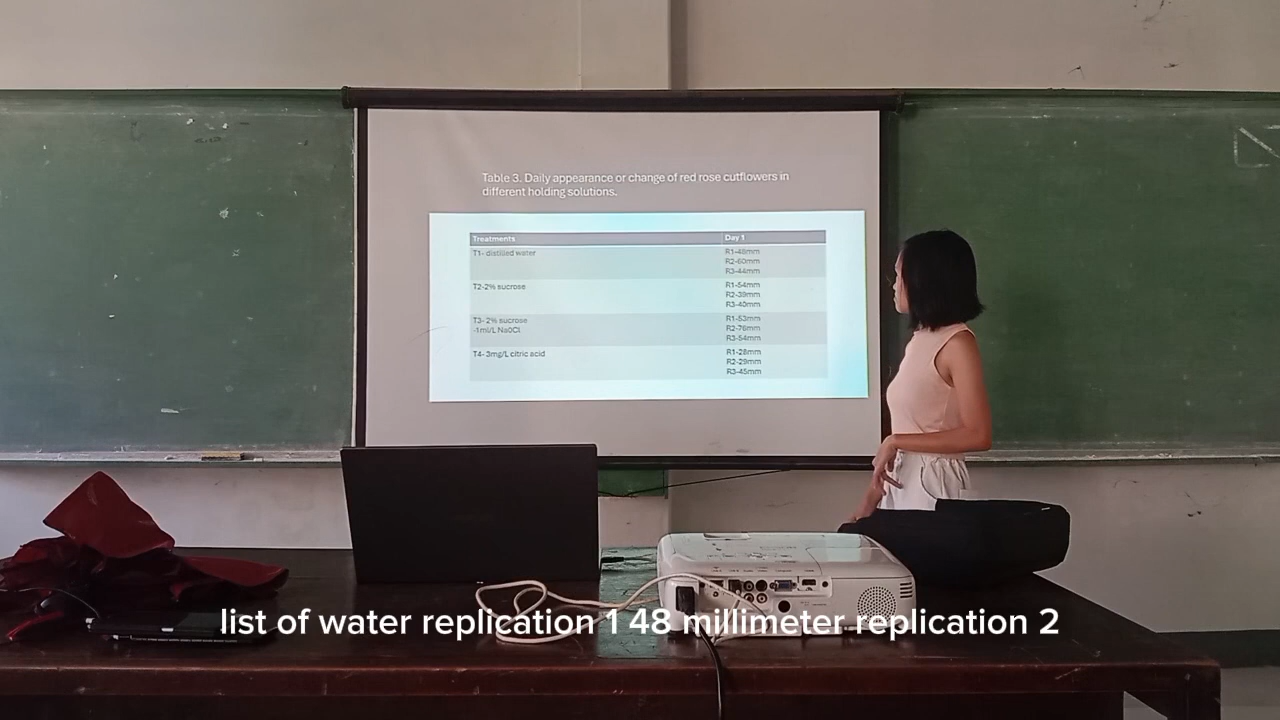 Table 3. Daily appearance or change of red rose cutflowers in
different holding solutions.
Treatments Day 1
T1- distilled water R1-48mm
R2-60mm
R3-44mm
T2-2% sucrose R1-54mm
R2-39mm
R3-40mm
T3- 2% sucrose R1-53mm
-1ml/L NaOCl. R2-76mm
R3-54mm
T4- 3mg/L citric acid R1-28mm
R2-29mm
R3-45mm
list of water replication 1 48 millimeter replication 2